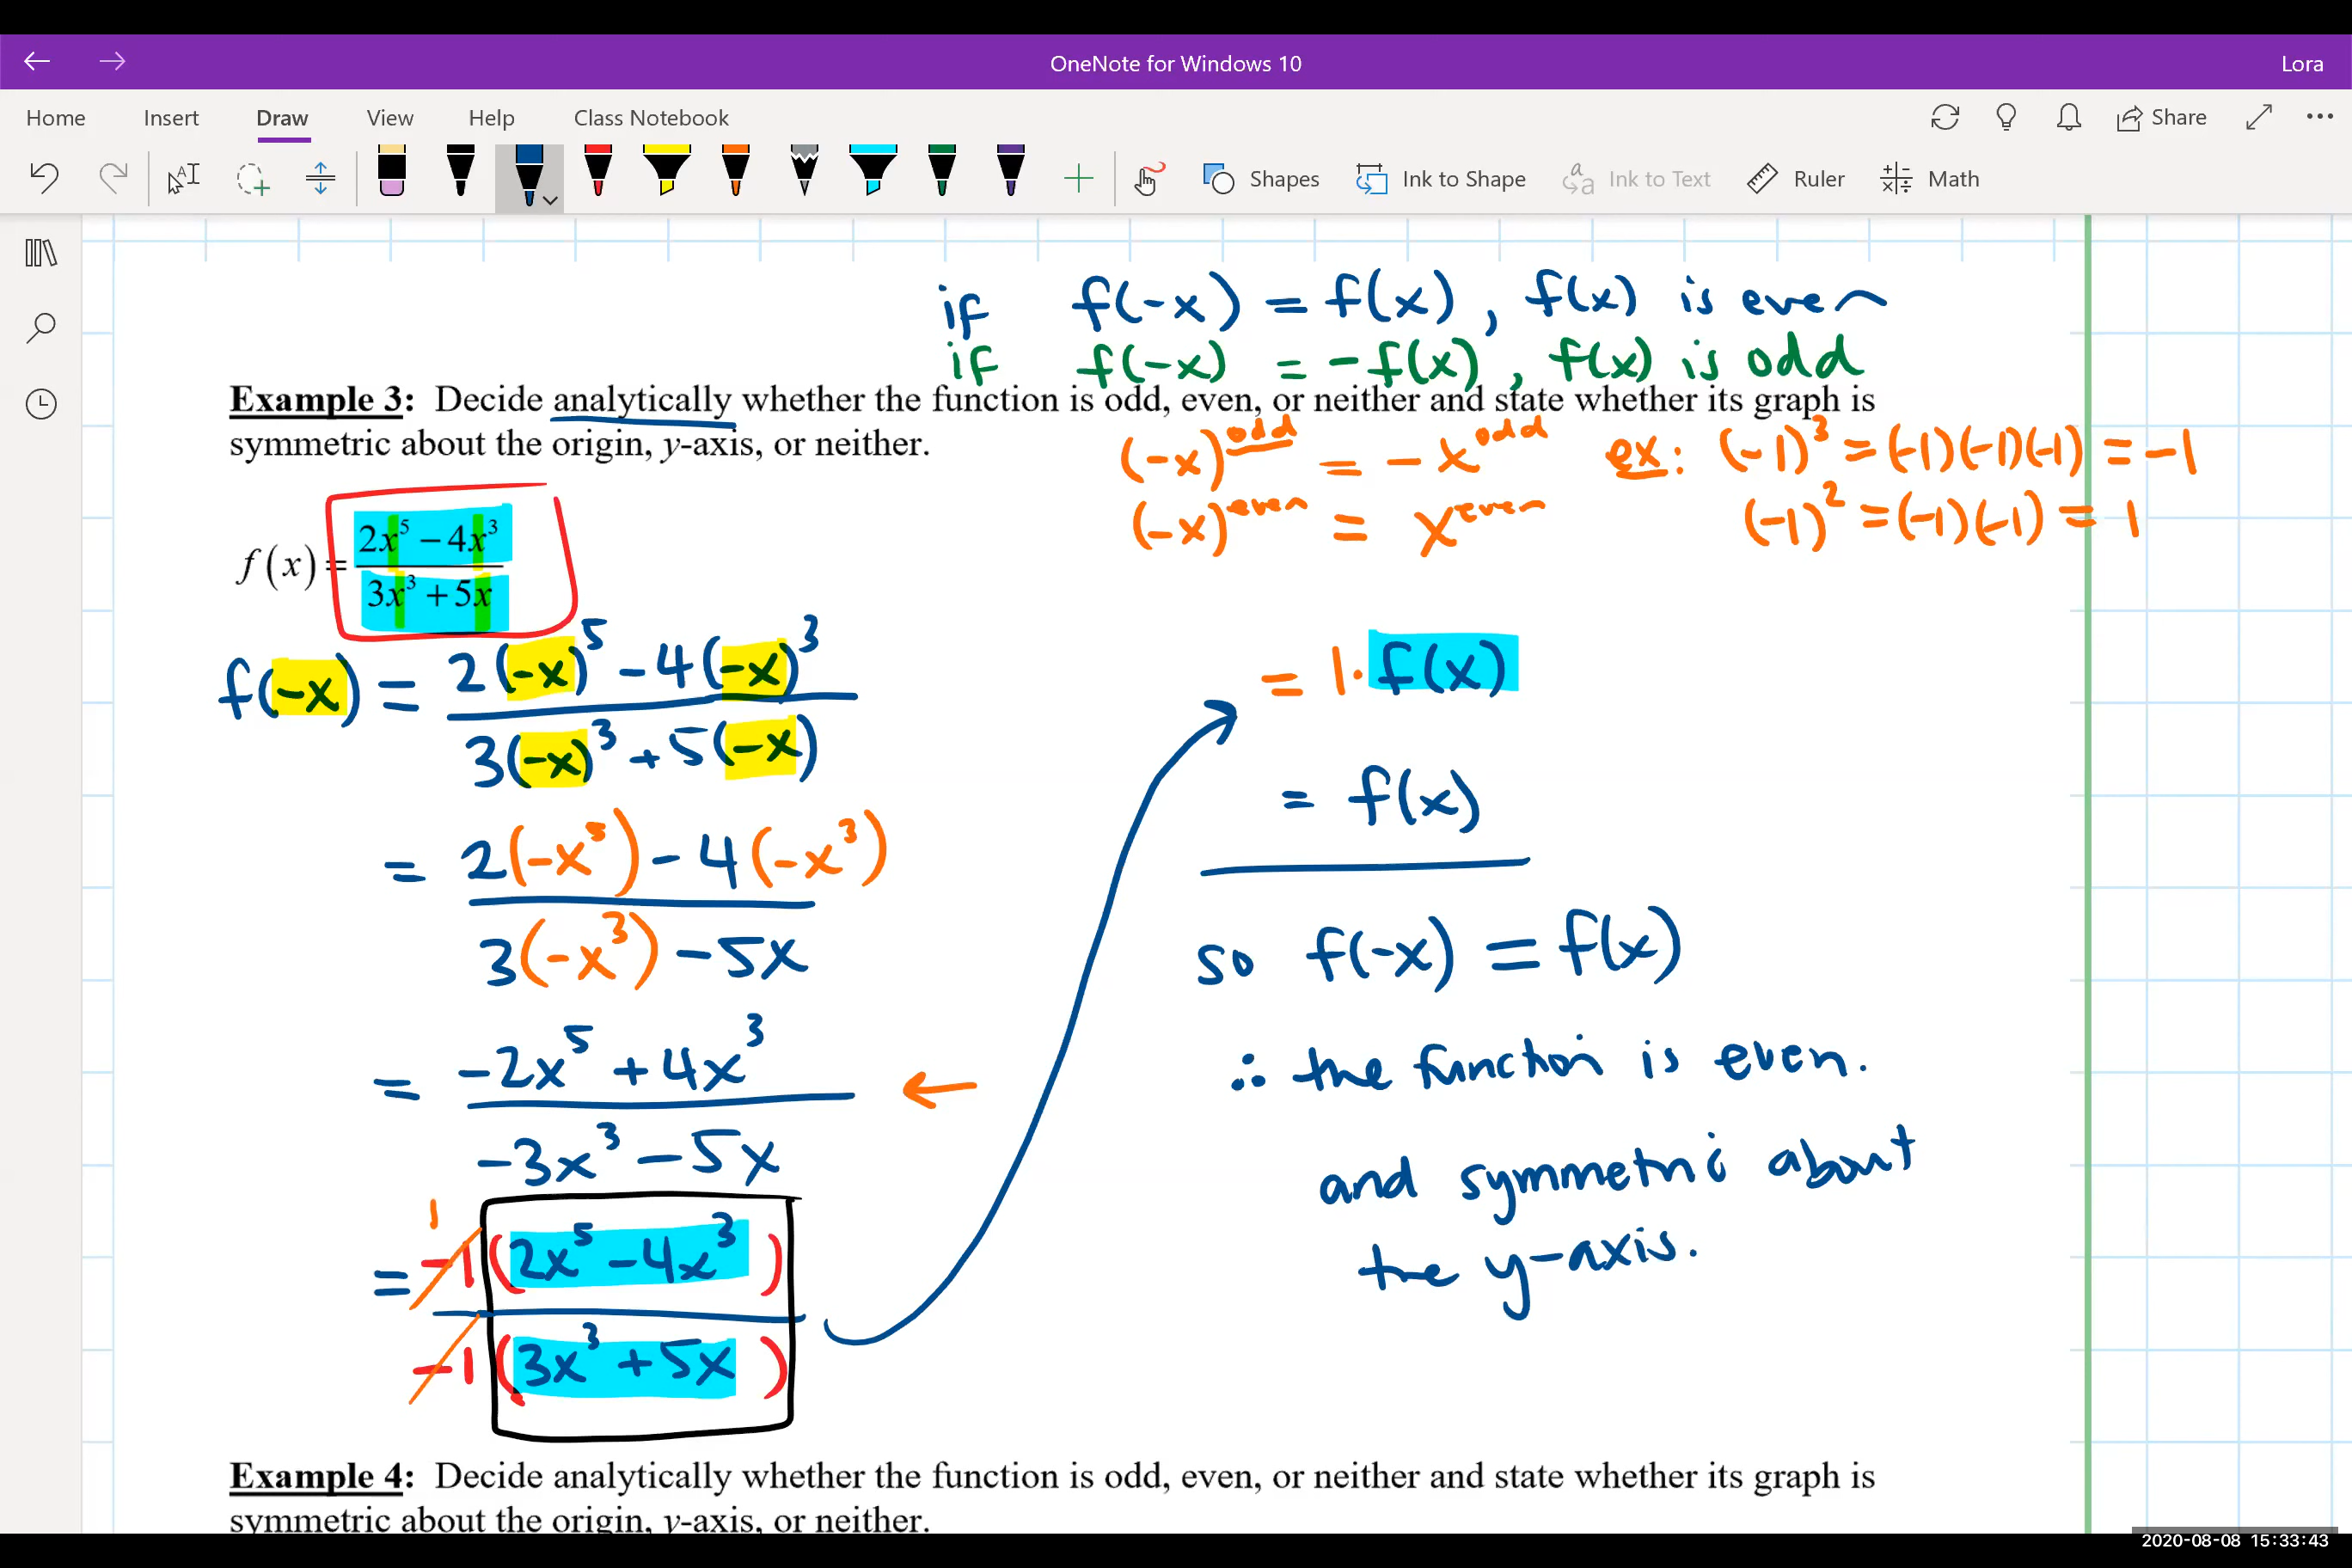 OneNote for Windows 10
Lora
Home Insert Draw View Help Class Notebook
Share
Shapes Ink to Shape Ink to Text Ruler Math
if f(-x) = f(x), f(x) is even
if f(-x) = -f(x), f(x) is odd
Example 3: Decide analytically whether the function is odd, even, or neither and state whether its graph is
symmetric about the origin, y-axis, or neither.
(-x)^odd = -x^odd ex: (-1)^3 = (-1)(-1)(-1) = -1
(-x)^even = x^even (-1)^2 = (-1)(-1) = 1
f(x) = (2x^5 − 4x^3)/(3x^3 + 5x)
f(-x) = (2(-x)^5 - 4(-x)^3)/(3(-x)^3 + 5(-x))
= (2(-x^5) - 4(-x^3))/(3(-x^3) - 5x)
= (-2x^5 + 4x^3)/(-3x^3 - 5x)
1
= -1(2x^5 - 4x^3)/-1(3x^3 + 5x)
= 1·f(x)
= f(x)
so f(-x) = f(x)
∴ the function is even.
and symmetric about
the y-axis.
Example 4: Decide analytically whether the function is odd, even, or neither and state whether its graph is
symmetric about the origin, y-axis, or neither.
2020-08-08 15:33:43